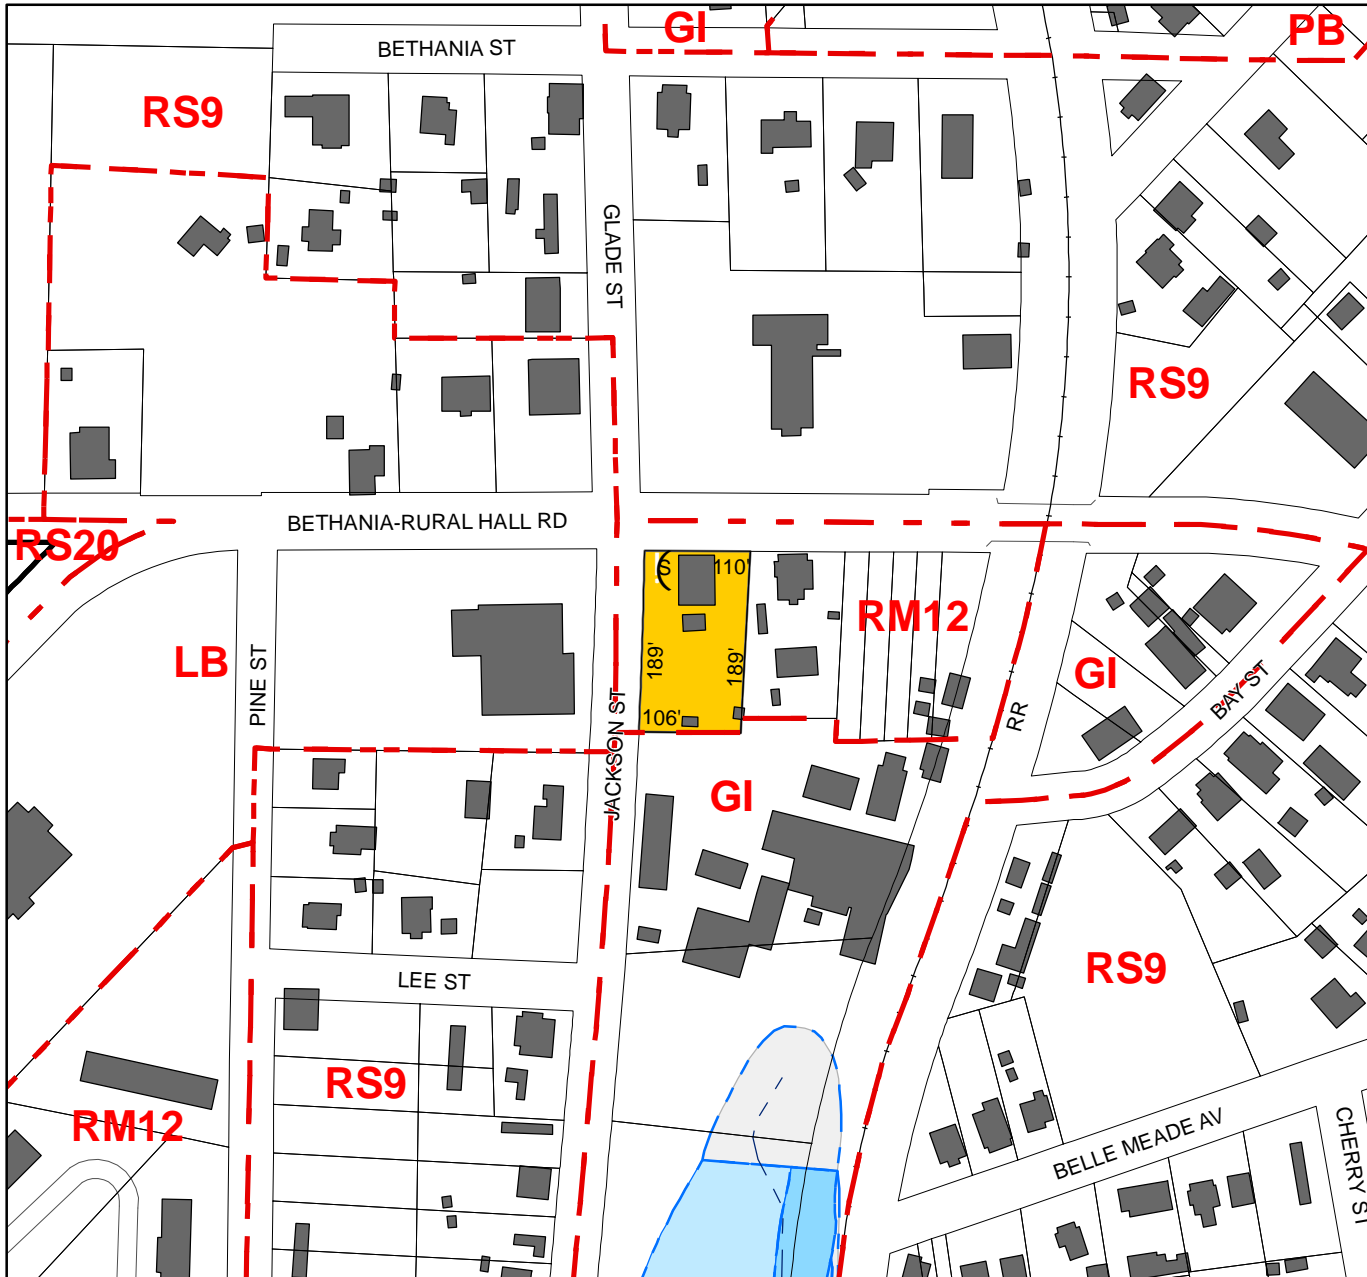 GI
PB
BETHANIA ST
RS9
GLADE ST
RS9
BETHANIA-RURAL HALL RD
RS20
S
110'
RM12
189'
189'
LB
PINE ST
GI
BAY ST
RR
106'
JACKSON ST
GI
LEE ST
RS9
RS9
RM12
BELLE MEADE AV
CHERRY ST